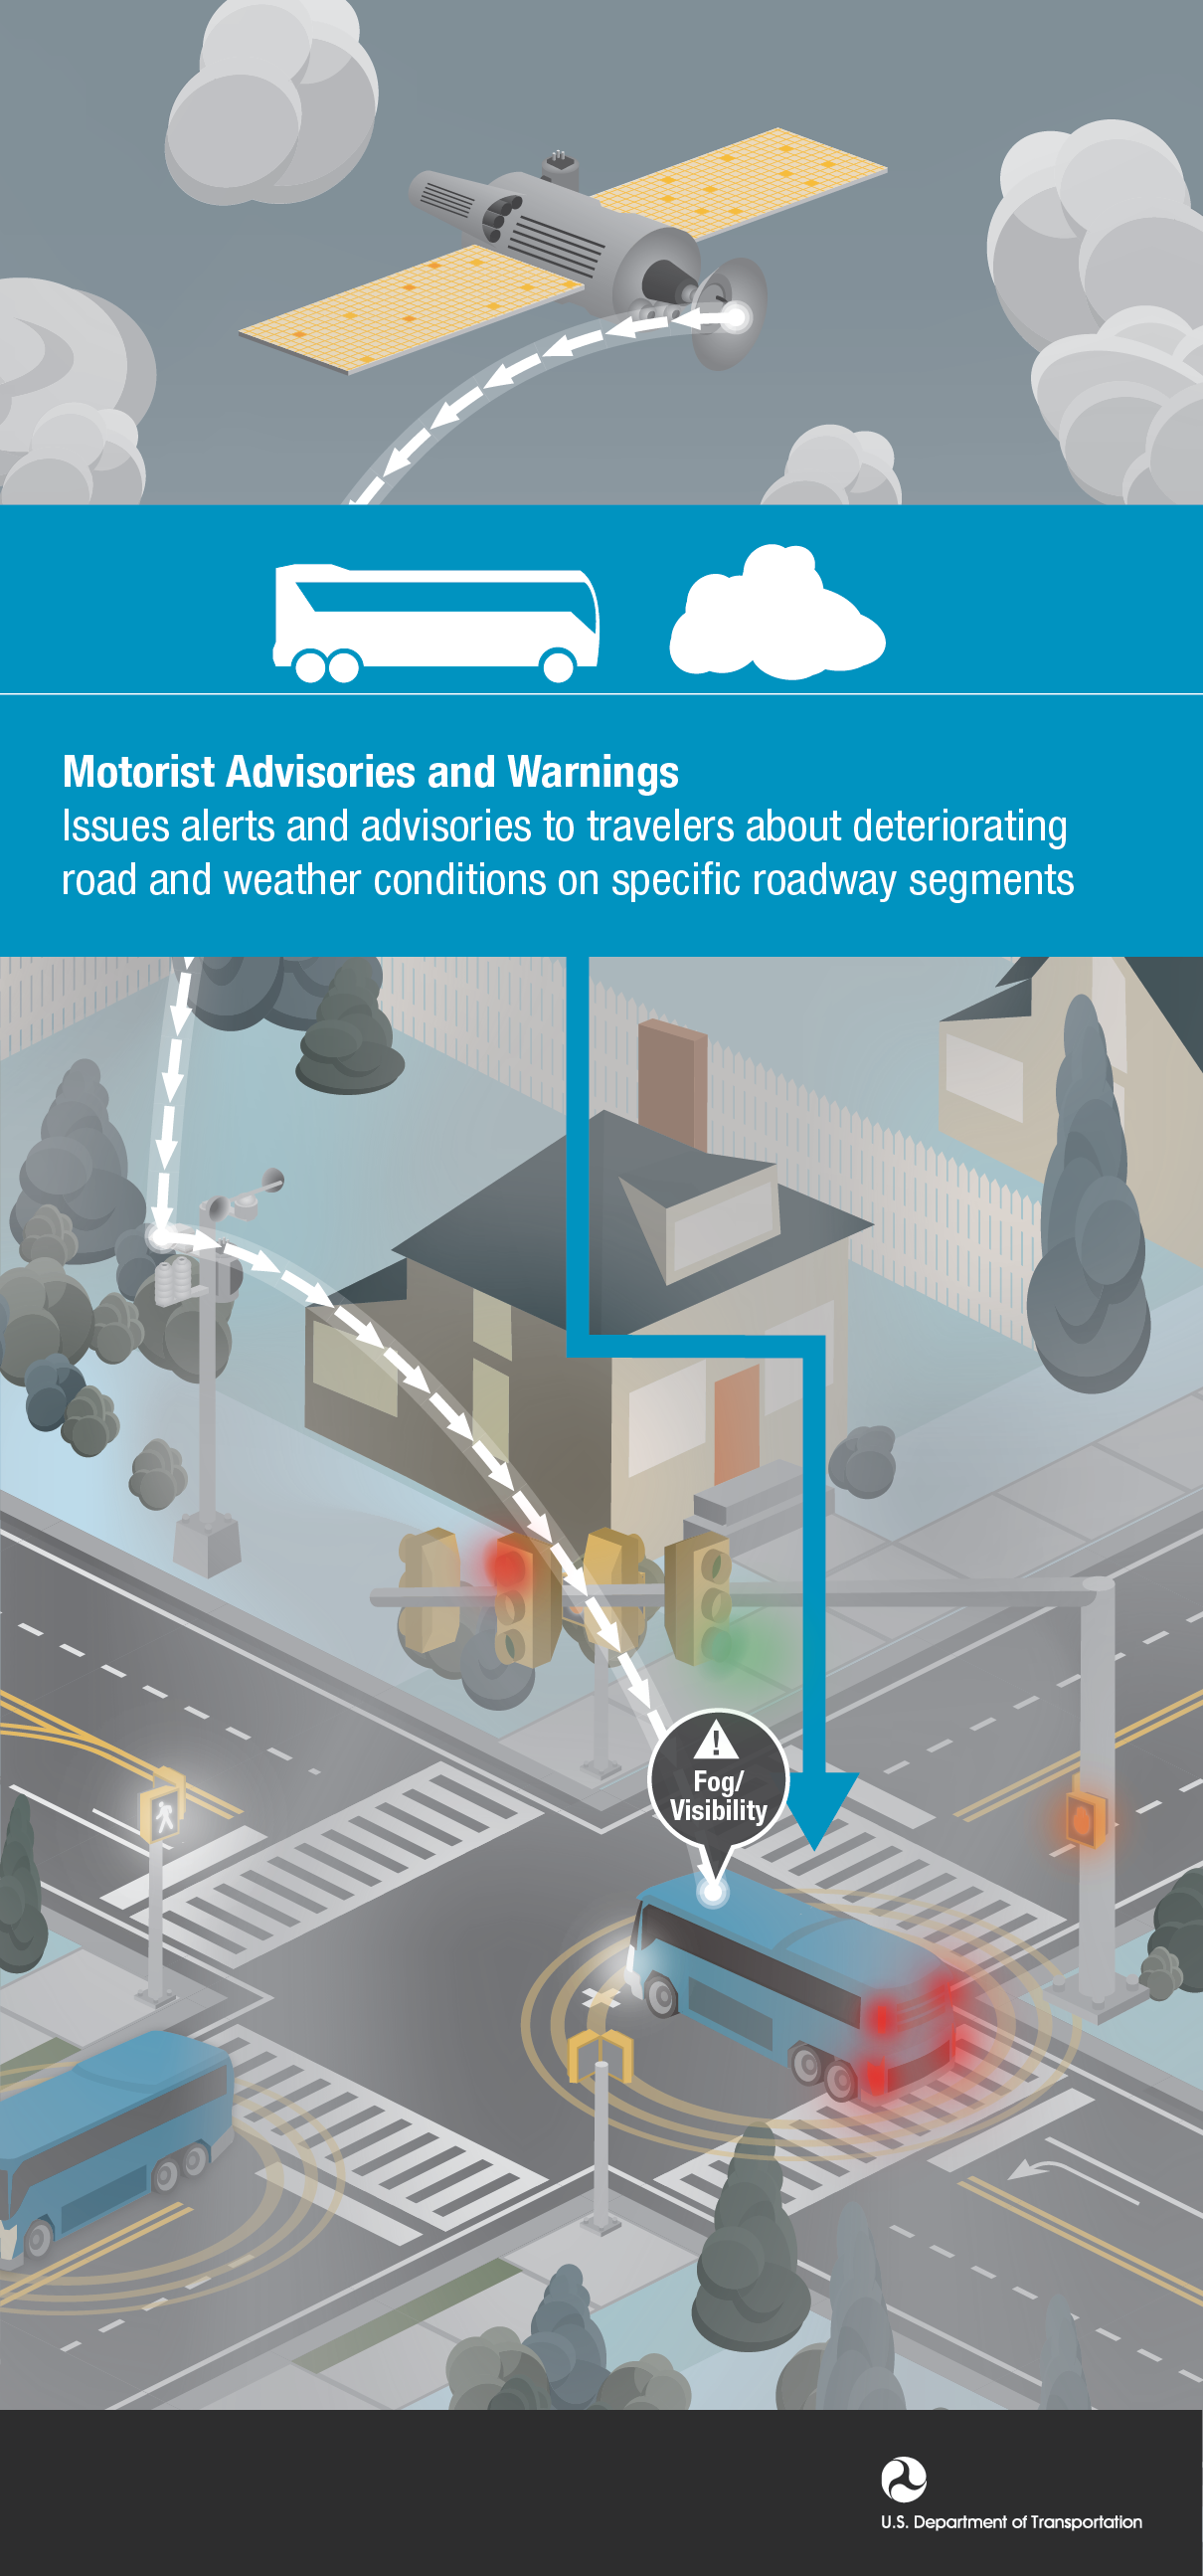 Motorist Advisories and Warnings
Issues alerts and advisories to travelers about deteriorating
road and weather conditions on specific roadway segments
!
Fog/
Visibility
U.S. Department of Transportation